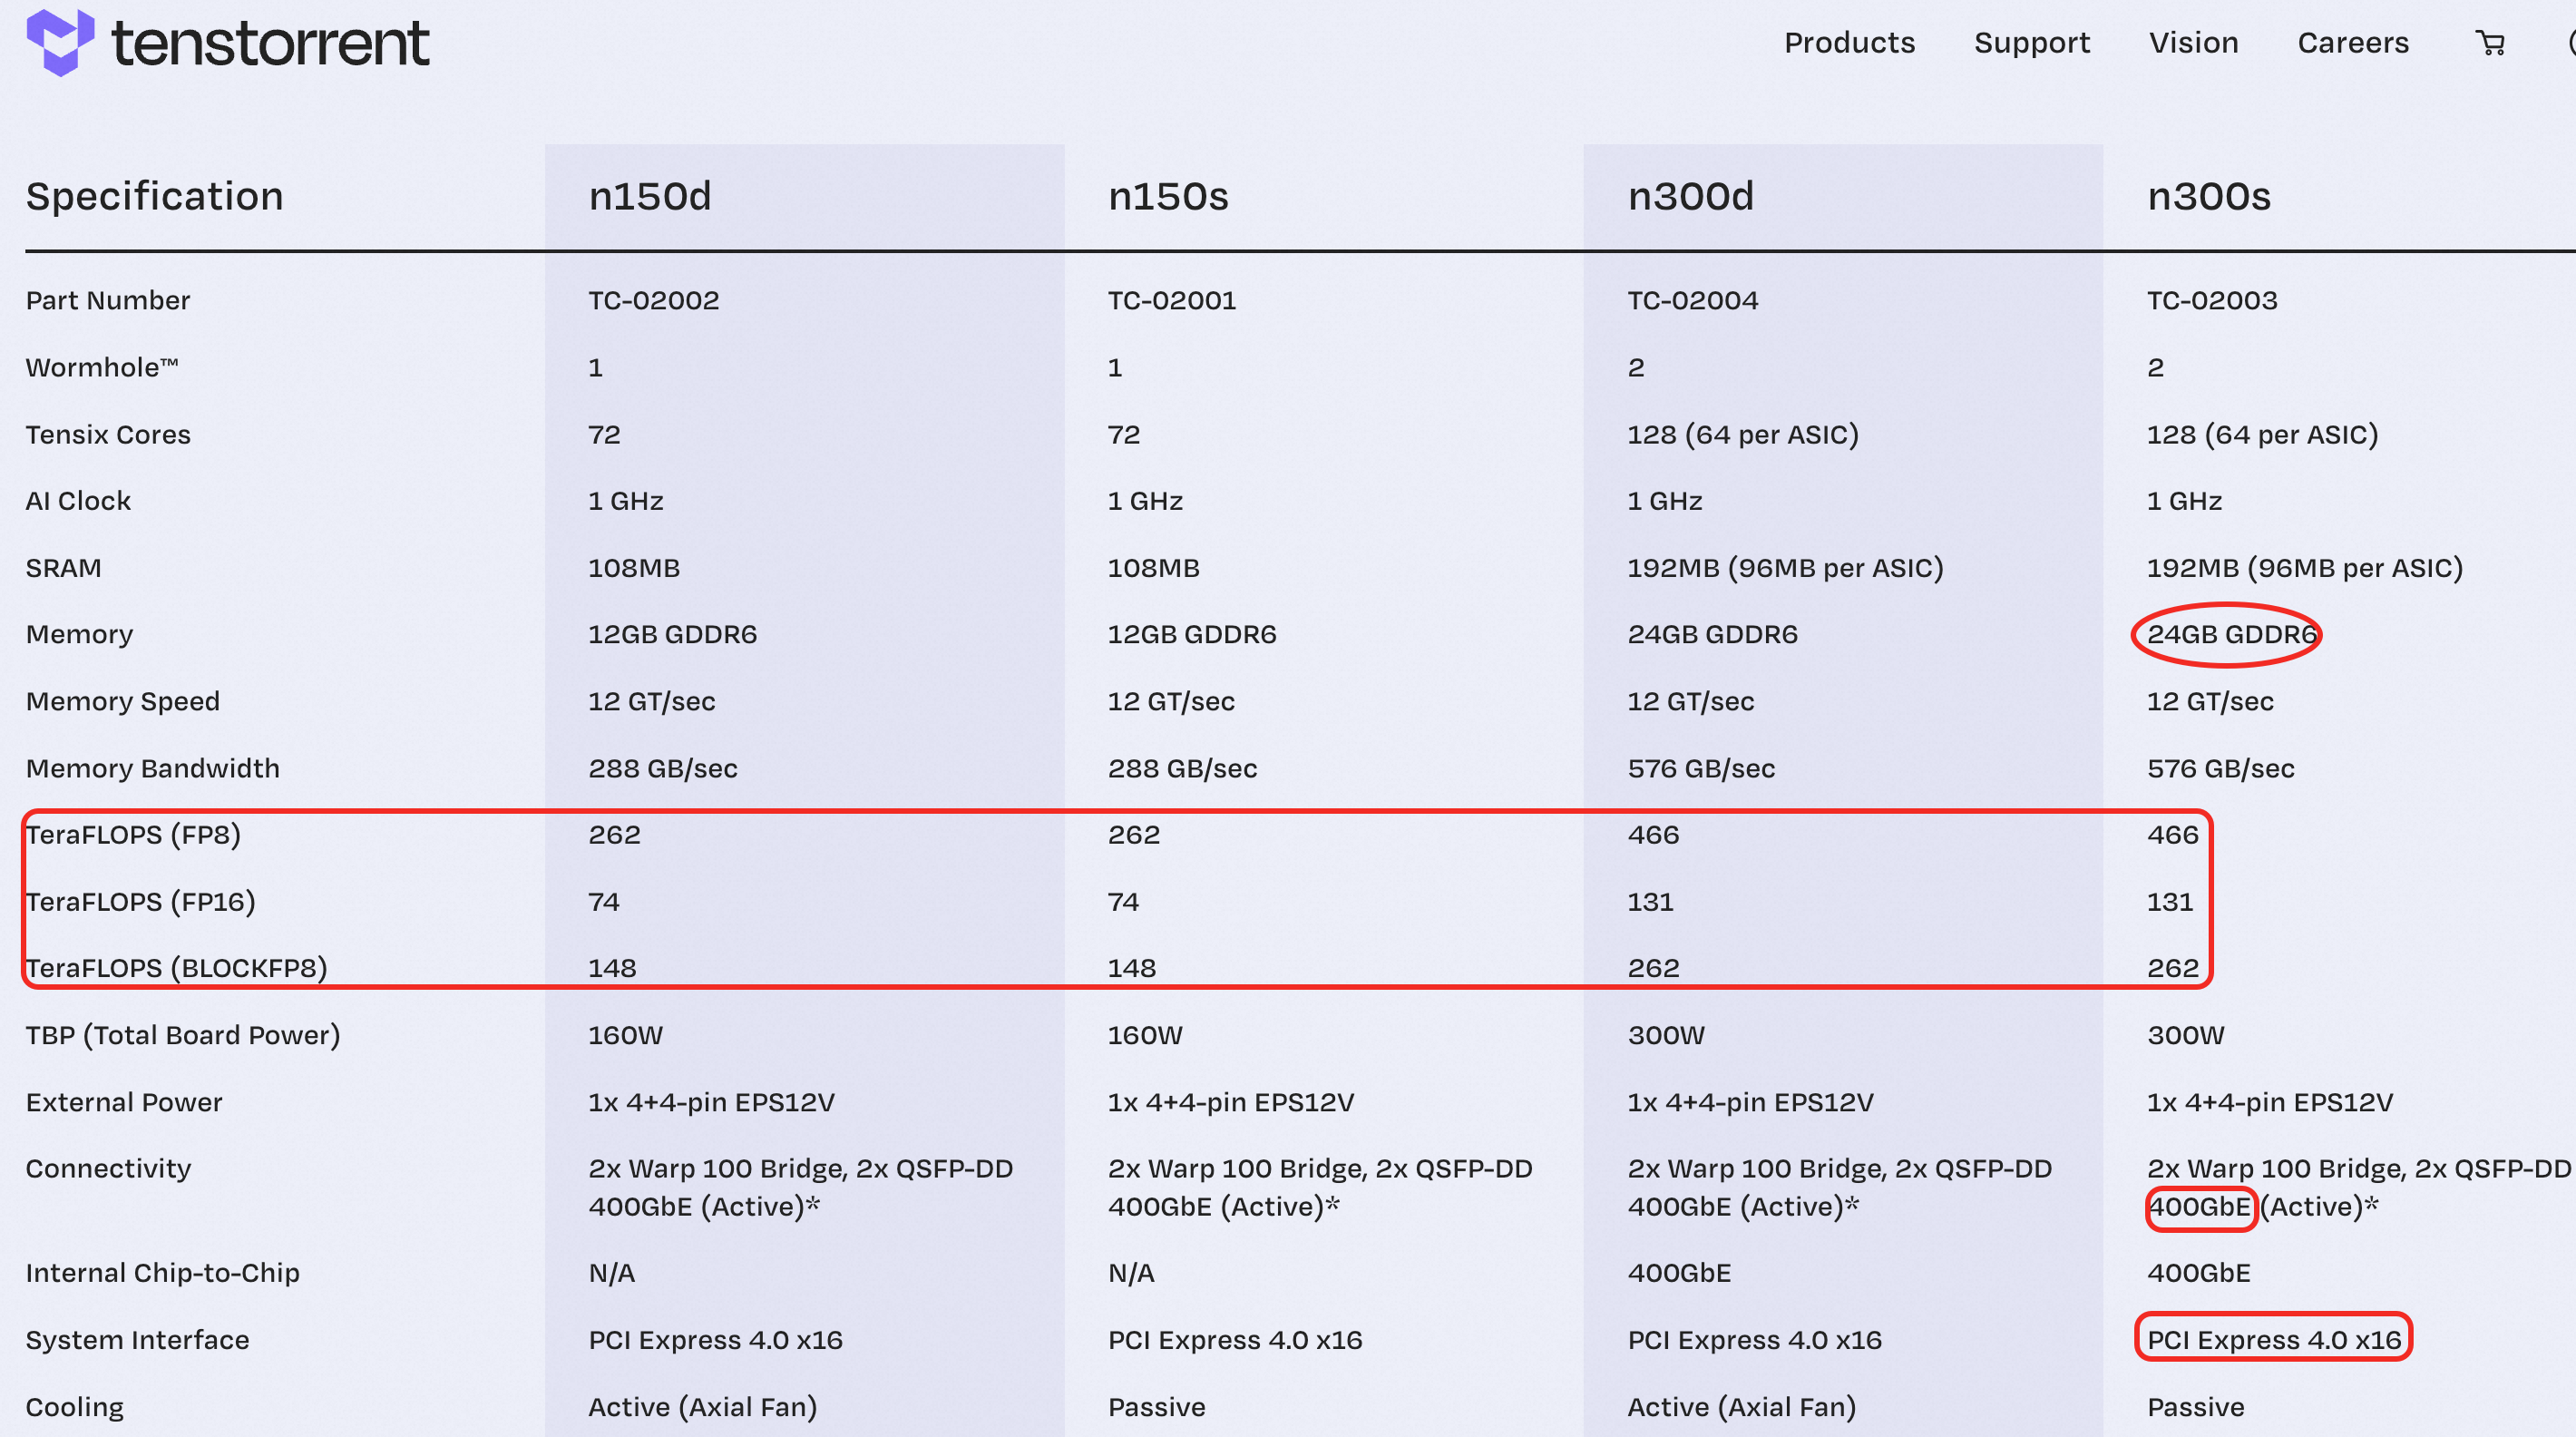 tenstorrent
Products Support Vision Careers
Specification n150d n150s n300d n300s
Part Number TC-02002 TC-02001 TC-02004 TC-02003
Wormhole™ 1 1 2 2
Tensix Cores 72 72 128 (64 per ASIC) 128 (64 per ASIC)
AI Clock 1 GHz 1 GHz 1 GHz 1 GHz
SRAM 108MB 108MB 192MB (96MB per ASIC) 192MB (96MB per ASIC)
Memory 12GB GDDR6 12GB GDDR6 24GB GDDR6 24GB GDDR6
Memory Speed 12 GT/sec 12 GT/sec 12 GT/sec 12 GT/sec
Memory Bandwidth 288 GB/sec 288 GB/sec 576 GB/sec 576 GB/sec
TeraFLOPS (FP8) 262 262 466 466
TeraFLOPS (FP16) 74 74 131 131
TeraFLOPS (BLOCKFP8) 148 148 262 262
TBP (Total Board Power) 160W 160W 300W 300W
External Power 1x 4+4-pin EPS12V 1x 4+4-pin EPS12V 1x 4+4-pin EPS12V 1x 4+4-pin EPS12V
Connectivity 2x Warp 100 Bridge, 2x QSFP-DD 2x Warp 100 Bridge, 2x QSFP-DD 2x Warp 100 Bridge, 2x QSFP-DD 2x Warp 100 Bridge, 2x QSFP-DD
400GbE (Active)* 400GbE (Active)* 400GbE (Active)* 400GbE (Active)*
Internal Chip-to-Chip N/A N/A 400GbE 400GbE
System Interface PCI Express 4.0 x16 PCI Express 4.0 x16 PCI Express 4.0 x16 PCI Express 4.0 x16
Cooling Active (Axial Fan) Passive Active (Axial Fan) Passive